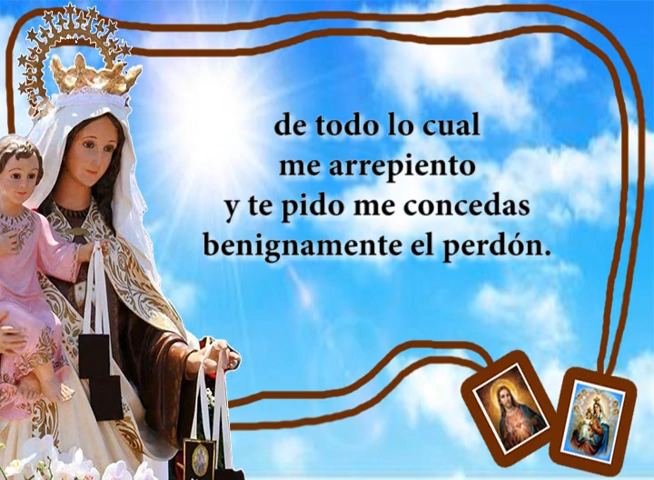 de todo lo cual
me arrepiento
y te pido me concedas
benignamente el perdón.